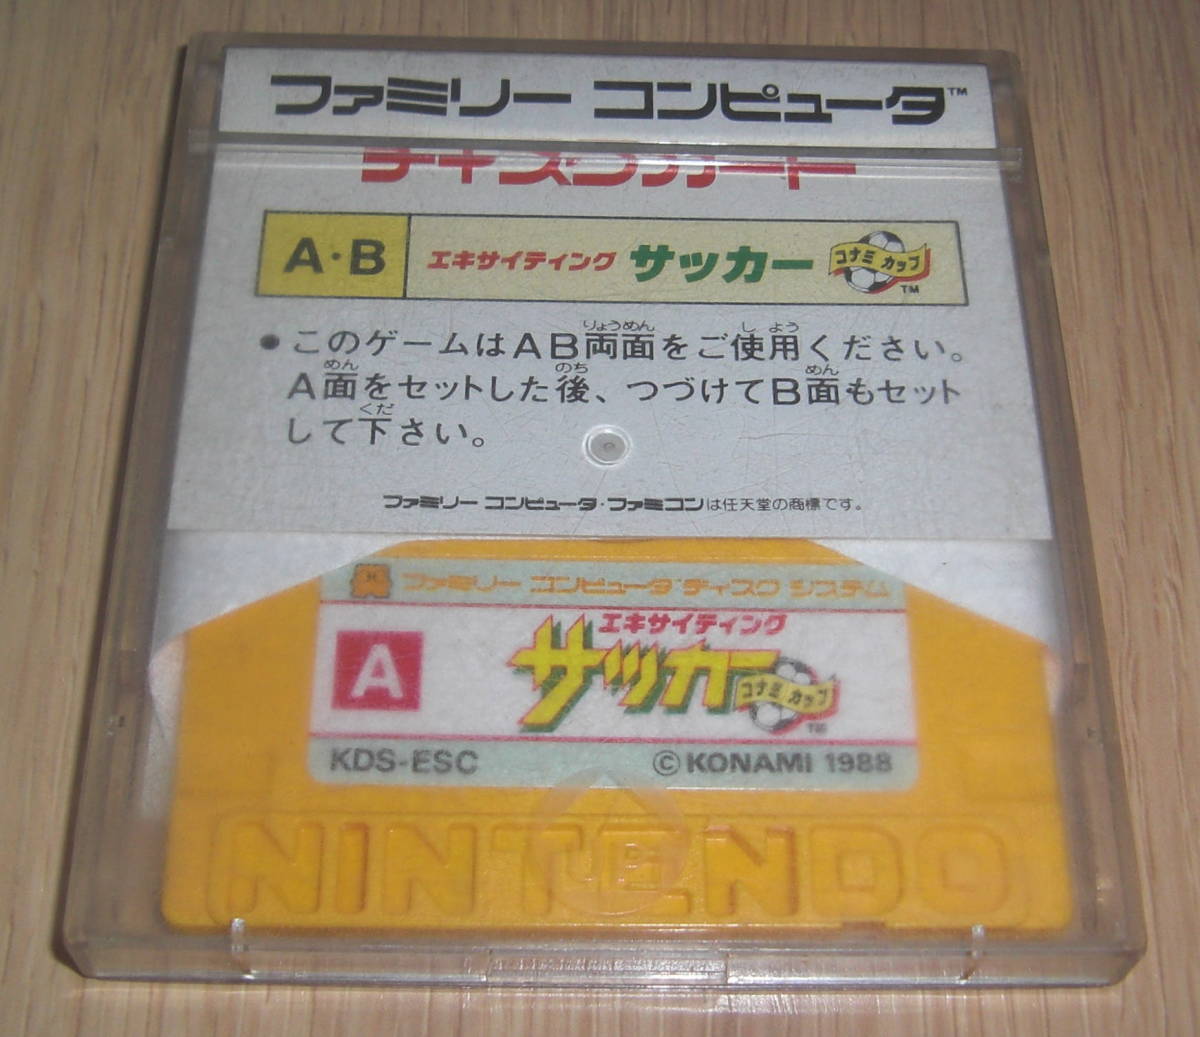 ファミリー コンピュータ™
ディスクカード
A・B
エキサイティング サッカー コナミ カップ
TM
りょうめん し よう
●このゲームはAB両面をご使用ください。
めん のち めん
A面をセットした後、つづけてB面もセット
くだ
して下さい。
ファミリー コンピュータ・ファミコンは任天堂の商標です。
ファミリー コンピュータ ディスク システム
A
エキサイティング
サッカー
コナミ カップ
TM
KDS-ESC
©KONAMI 1988
NINTENDO